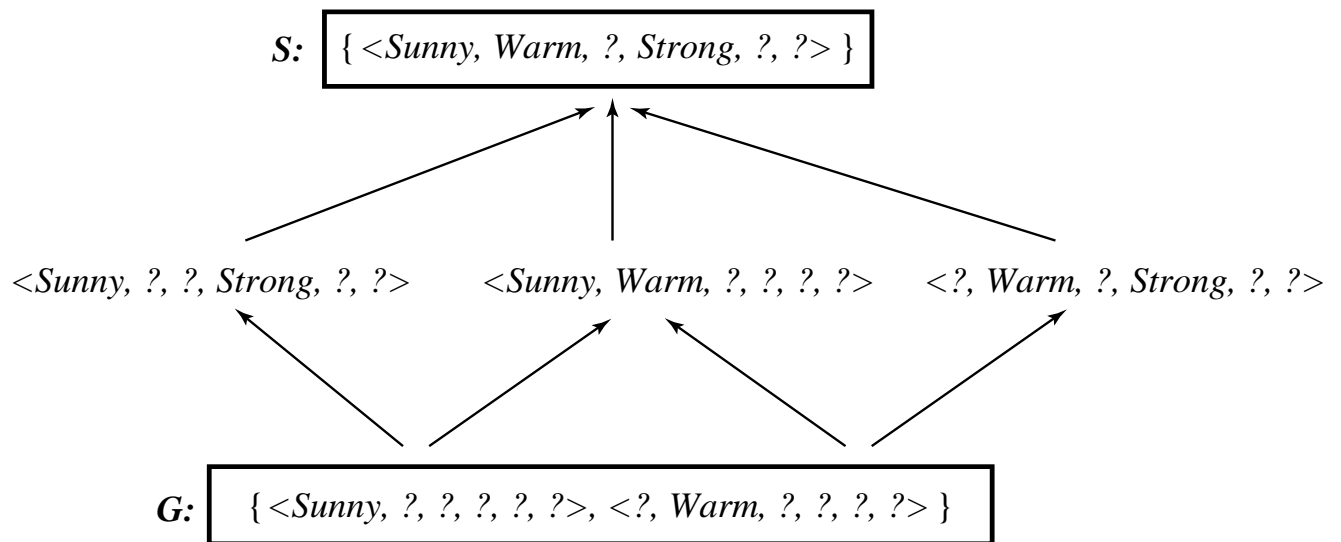 S: { <Sunny, Warm, ?, Strong, ?, ?> }
<Sunny, ?, ?, Strong, ?, ?> <Sunny, Warm, ?, ?, ?, ?> <?, Warm, ?, Strong, ?, ?>
G: { <Sunny, ?, ?, ?, ?, ?>, <?, Warm, ?, ?, ?, ?> }